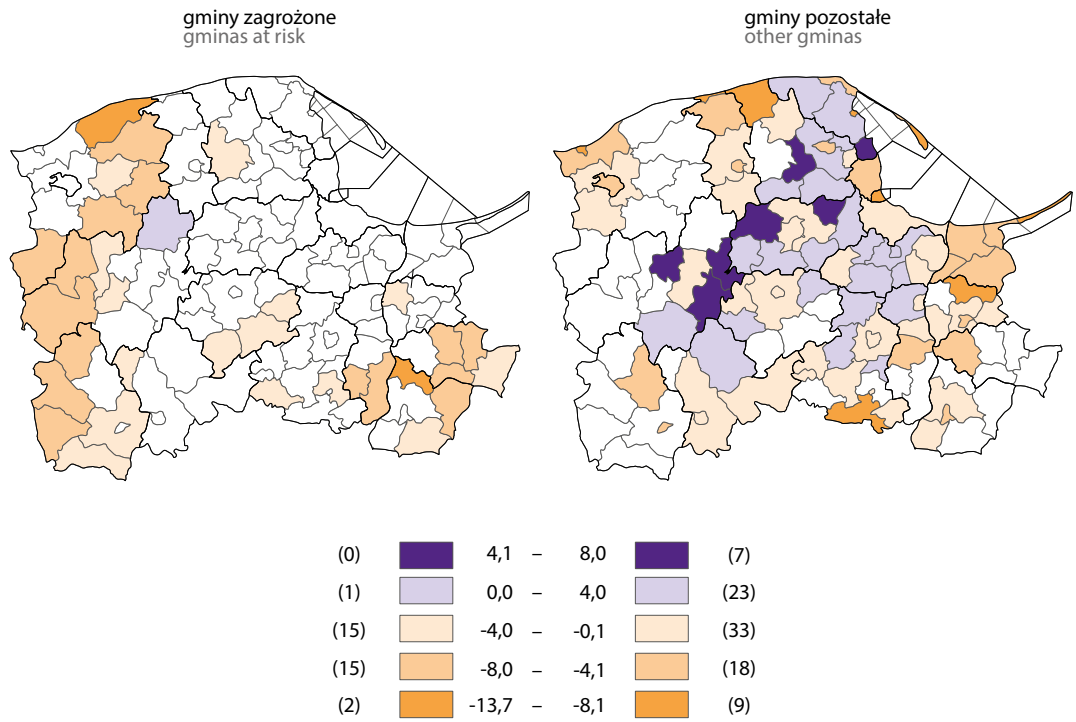 gminy zagrożone
gminas at risk
gminy pozostałe
other gminas
(0) 4,1 – 8,0 (7)
(1) 0,0 – 4,0 (23)
(15) -4,0 – -0,1 (33)
(15) -8,0 – -4,1 (18)
(2) -13,7 – -8,1 (9)